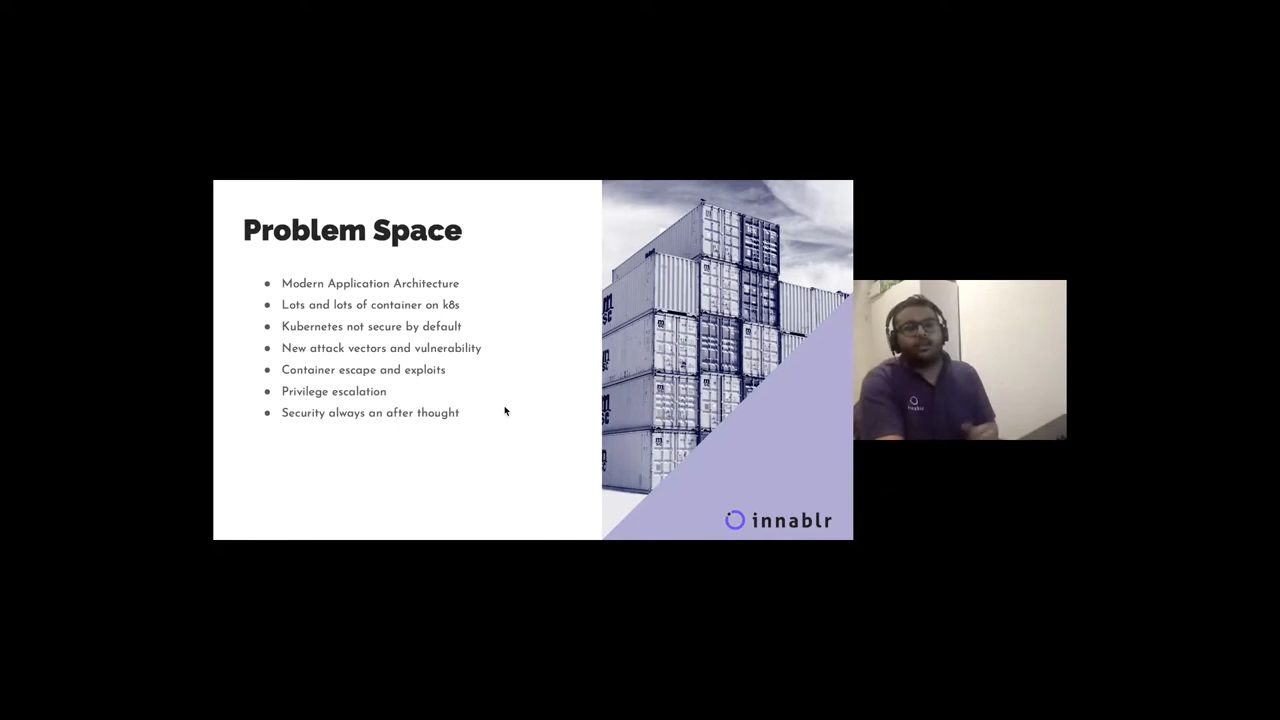 Problem Space
Modern Application Architecture
Lots and lots of container on k8s
Kubernetes not secure by default
New attack vectors and vulnerability
Container escape and exploits
Privilege escalation
Security always an after thought
innablr